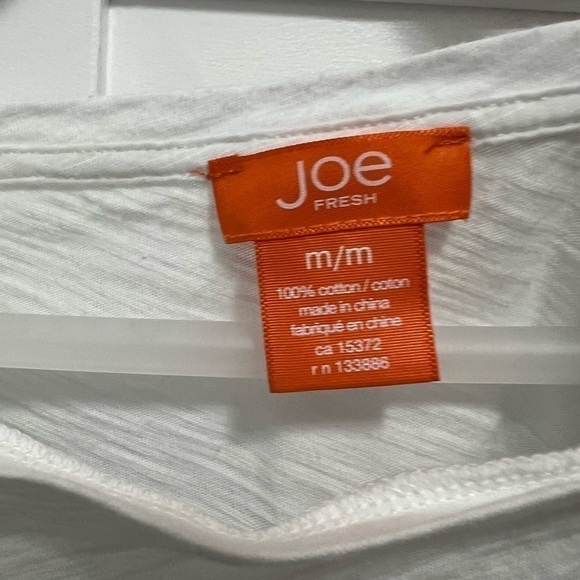 Joe
FRESH
m/m
100% cotton / coton
made in china
fabriqué en chine
ca 15372
r n 133886